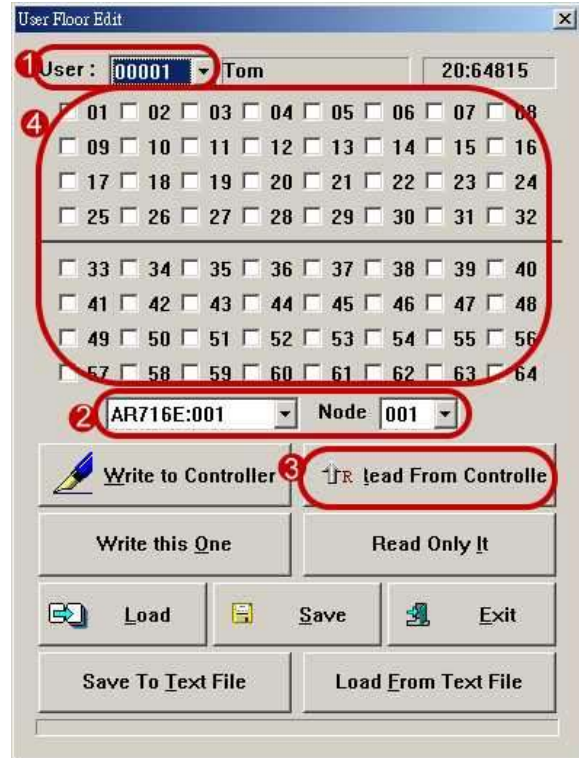 User Floor Edit
1 User : 00001 Tom 20:64815
4 01 02 03 04 05 06 07 08
09 10 11 12 13 14 15 16
17 18 19 20 21 22 23 24
25 26 27 28 29 30 31 32
33 34 35 36 37 38 39 40
41 42 43 44 45 46 47 48
49 50 51 52 53 54 55 56
57 58 59 60 61 62 63 64
2 AR716E:001 Node 001
Write to Controller 3 R lead From Controlle
Write this One Read Only It
Load Save Exit
Save To Text File Load From Text File